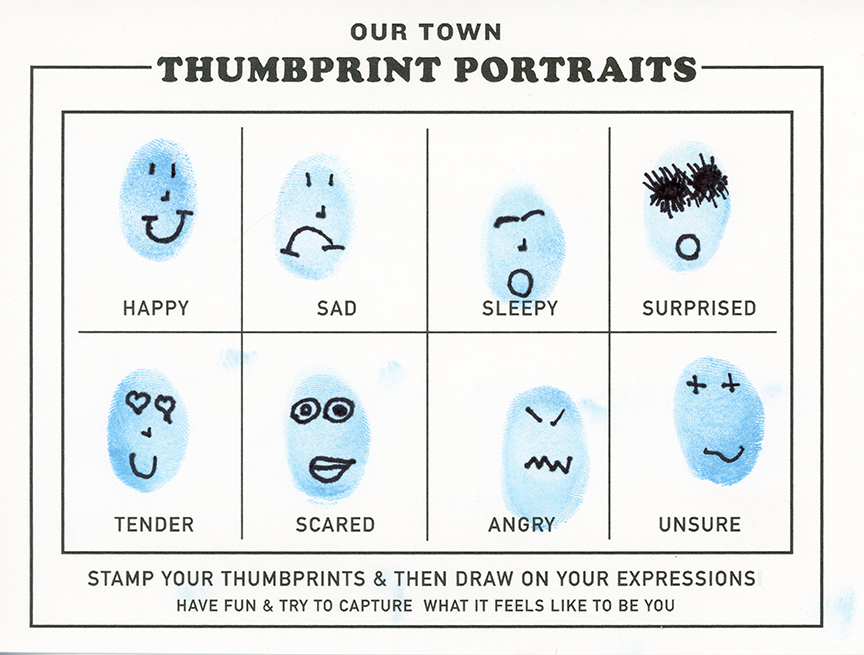 OUR TOWN
THUMBPRINT PORTRAITS
HAPPY
SAD
SLEEPY
SURPRISED
TENDER
SCARED
ANGRY
UNSURE
STAMP YOUR THUMBPRINTS & THEN DRAW ON YOUR EXPRESSIONS
HAVE FUN & TRY TO CAPTURE WHAT IT FEELS LIKE TO BE YOU